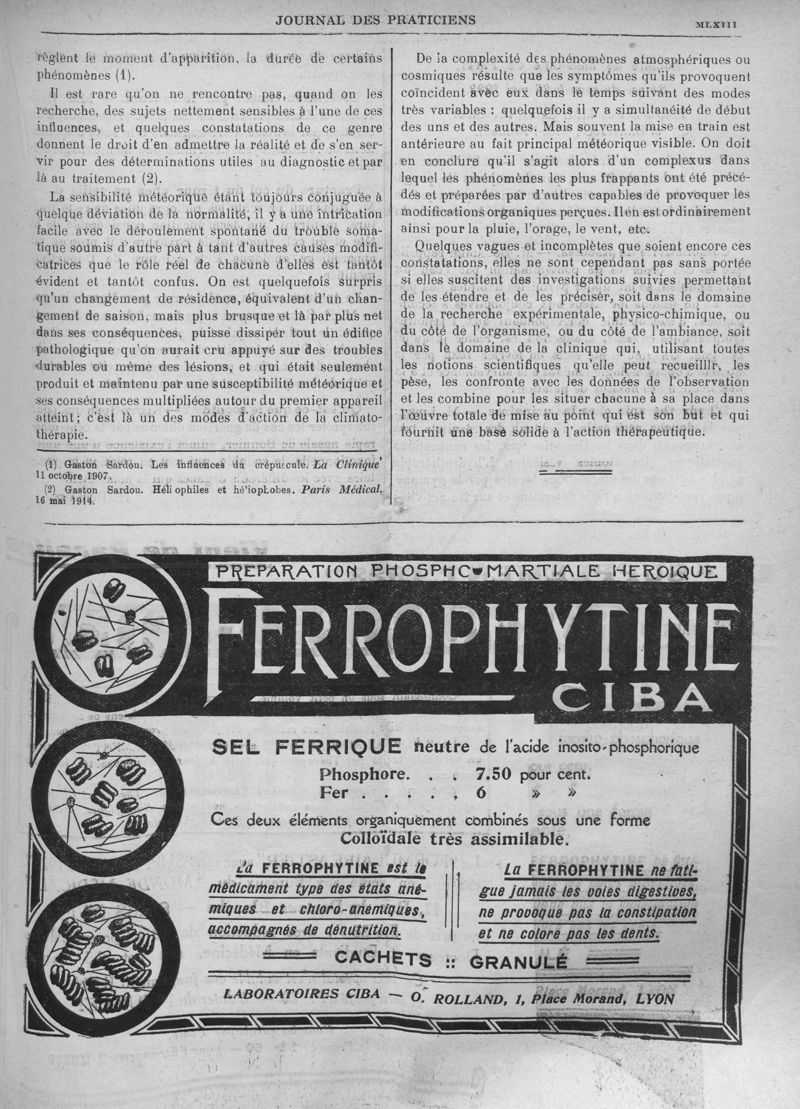 JOURNAL DES PRATICIENS
MLXIII
règlent le moment d'apparition, la durée de certains
phénomènes (1).
Il est rare qu'on ne rencontre pas, quand on les
recherche, des sujets nettement sensibles à l'une de ces
influences, et quelques constatations de ce genre
donnent le droit d'en admettre la réalité et de s'en ser-
vir pour des déterminations utiles au diagnostic et par
là au traitement (2).
La sensibilité météorique étant toujours conjuguée à
quelque déviation de la normalité, il y a une intrication
facile avec le déroulement spontané du trouble soma-
tique soumis d'autre part à tant d'autres causes modifi-
catrices que le rôle réel de chacune d'elles est tantôt
évident et tantôt confus. On est quelquefois surpris
qu'un changement de résidence, équivalent d'un chan-
gement de saison, mais plus brusque et là par plus net
dans ses conséquences, puisse dissiper tout un édifice
pathologique qu'on aurait cru appuyé sur des troubles
durables ou même des lésions, et qui était seulement
produit et maintenu par une susceptibilité météorique et
ses conséquences multipliées autour du premier appareil
atteint ; c'est là un des modes d'action de la climato-
thérapie.
(1) Gaston Sardou. Les influences du crépuscule. La Clinique
11 octobre 1907.
(2) Gaston Sardou. Héliophiles et hé'iophobes. Paris Médical,
16 mai 1914.
De la complexité des phénomènes atmosphériques ou
cosmiques résulte que les symptômes qu'ils provoquent
coïncident avec eux dans le temps suivant des modes
très variables : quelquefois il y a simultanéité de début
des uns et des autres. Mais souvent la mise en train est
antérieure au fait principal météorique visible. On doit
en conclure qu'il s'agit alors d'un complexus dans
lequel les phénomènes les plus frappants ont été précé-
dés et préparées par d'autres capables de provoquer les
modifications organiques perçues. Il en est ordinairement
ainsi pour la pluie, l'orage, le vent, etc.
Quelques vagues et incomplètes que soient encore ces
constatations, elles ne sont cependant pas sans portée
si elles suscitent des investigations suivies permettant
de les étendre et de les préciser, soit dans le domaine
de la recherche expérimentale, physico-chimique, ou
du côté de l'organisme, ou du côté de l'ambiance, soit
dans le domaine de la clinique qui, utilisant toutes
les notions scientifiques qu'elle peut recueillir, les
pèse, les confronte avec les données de l'observation
et les combine pour les situer chacune à sa place dans
l'œuvre totale de mise au point qui est son but et qui
fournit une base solide à l'action thérapeutique.
PREPARATION PHOSPHO-MARTIALE HEROIQUE
FERROPHYTINE
CIBA
SEL FERRIQUE neutre de l'acide inosito-phosphorique
Phosphore. . . 7.50 pour cent.
Fer . . . . . 6 » »
Ces deux éléments organiquement combinés sous une forme
Colloïdale très assimilable.
La FERROPHYTINE est le
médicament type des états ané-
miques et chloro-anémiques,
accompagnés de dénutrition.
La FERROPHYTINE ne fati-
gue jamais les voies digestives,
ne provoque pas la constipation
et ne colore pas les dents.
CACHETS :: GRANULÉ
LABORATOIRES CIBA — O. ROLLAND, 1, Place Morand, LYON